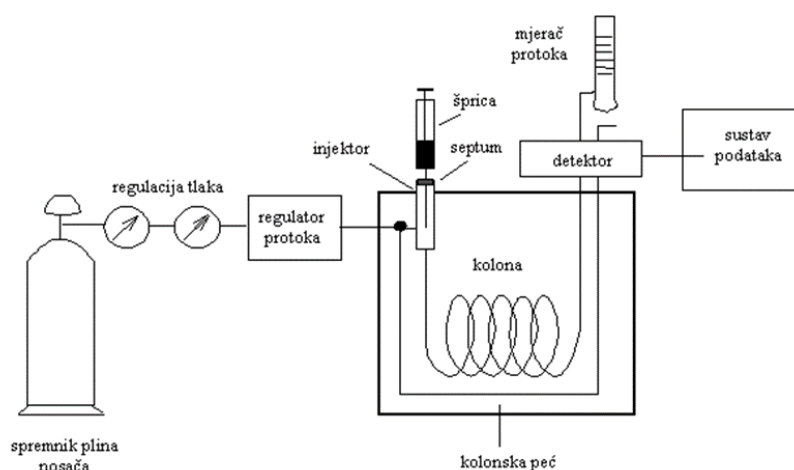 mjerač
protoka
šprica
injektor
septum
detektor
sustav
podataka
regulacija tlaka
regulator
protoka
kolona
spremnik plina
nosača
kolonska peć